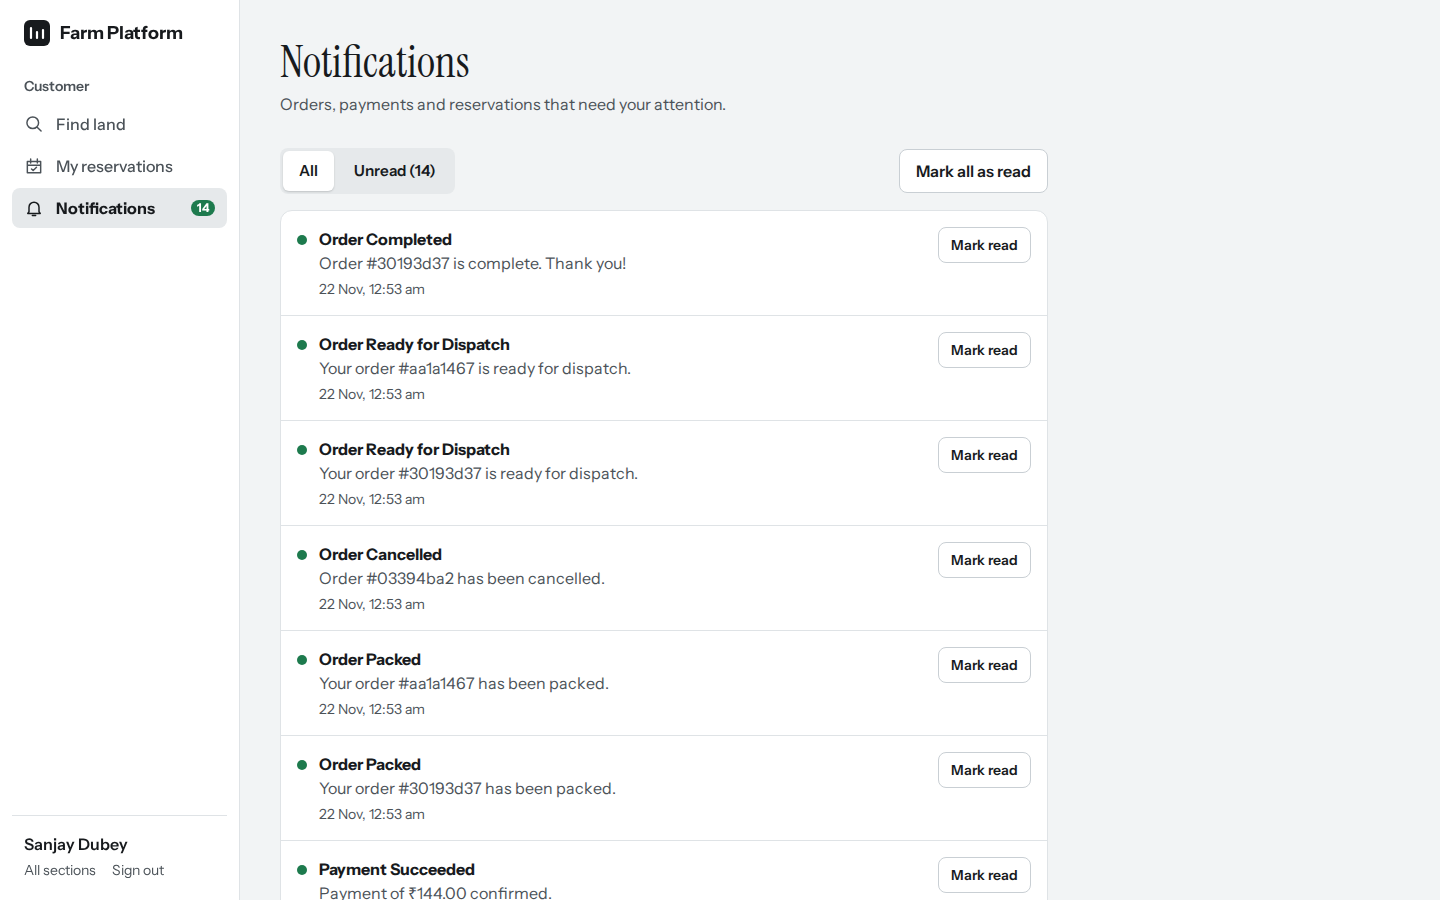 Farm Platform
Customer
Find land
My reservations
Notifications 14
Sanjay Dubey
All sections Sign out
Notifications
Orders, payments and reservations that need your attention.
All Unread (14) Mark all as read
Order Completed Mark read
Order #30193d37 is complete. Thank you!
22 Nov, 12:53 am
Order Ready for Dispatch Mark read
Your order #aa1a1467 is ready for dispatch.
22 Nov, 12:53 am
Order Ready for Dispatch Mark read
Your order #30193d37 is ready for dispatch.
22 Nov, 12:53 am
Order Cancelled Mark read
Order #03394ba2 has been cancelled.
22 Nov, 12:53 am
Order Packed Mark read
Your order #aa1a1467 has been packed.
22 Nov, 12:53 am
Order Packed Mark read
Your order #30193d37 has been packed.
22 Nov, 12:53 am
Payment Succeeded Mark read
Payment of ₹144.00 confirmed.